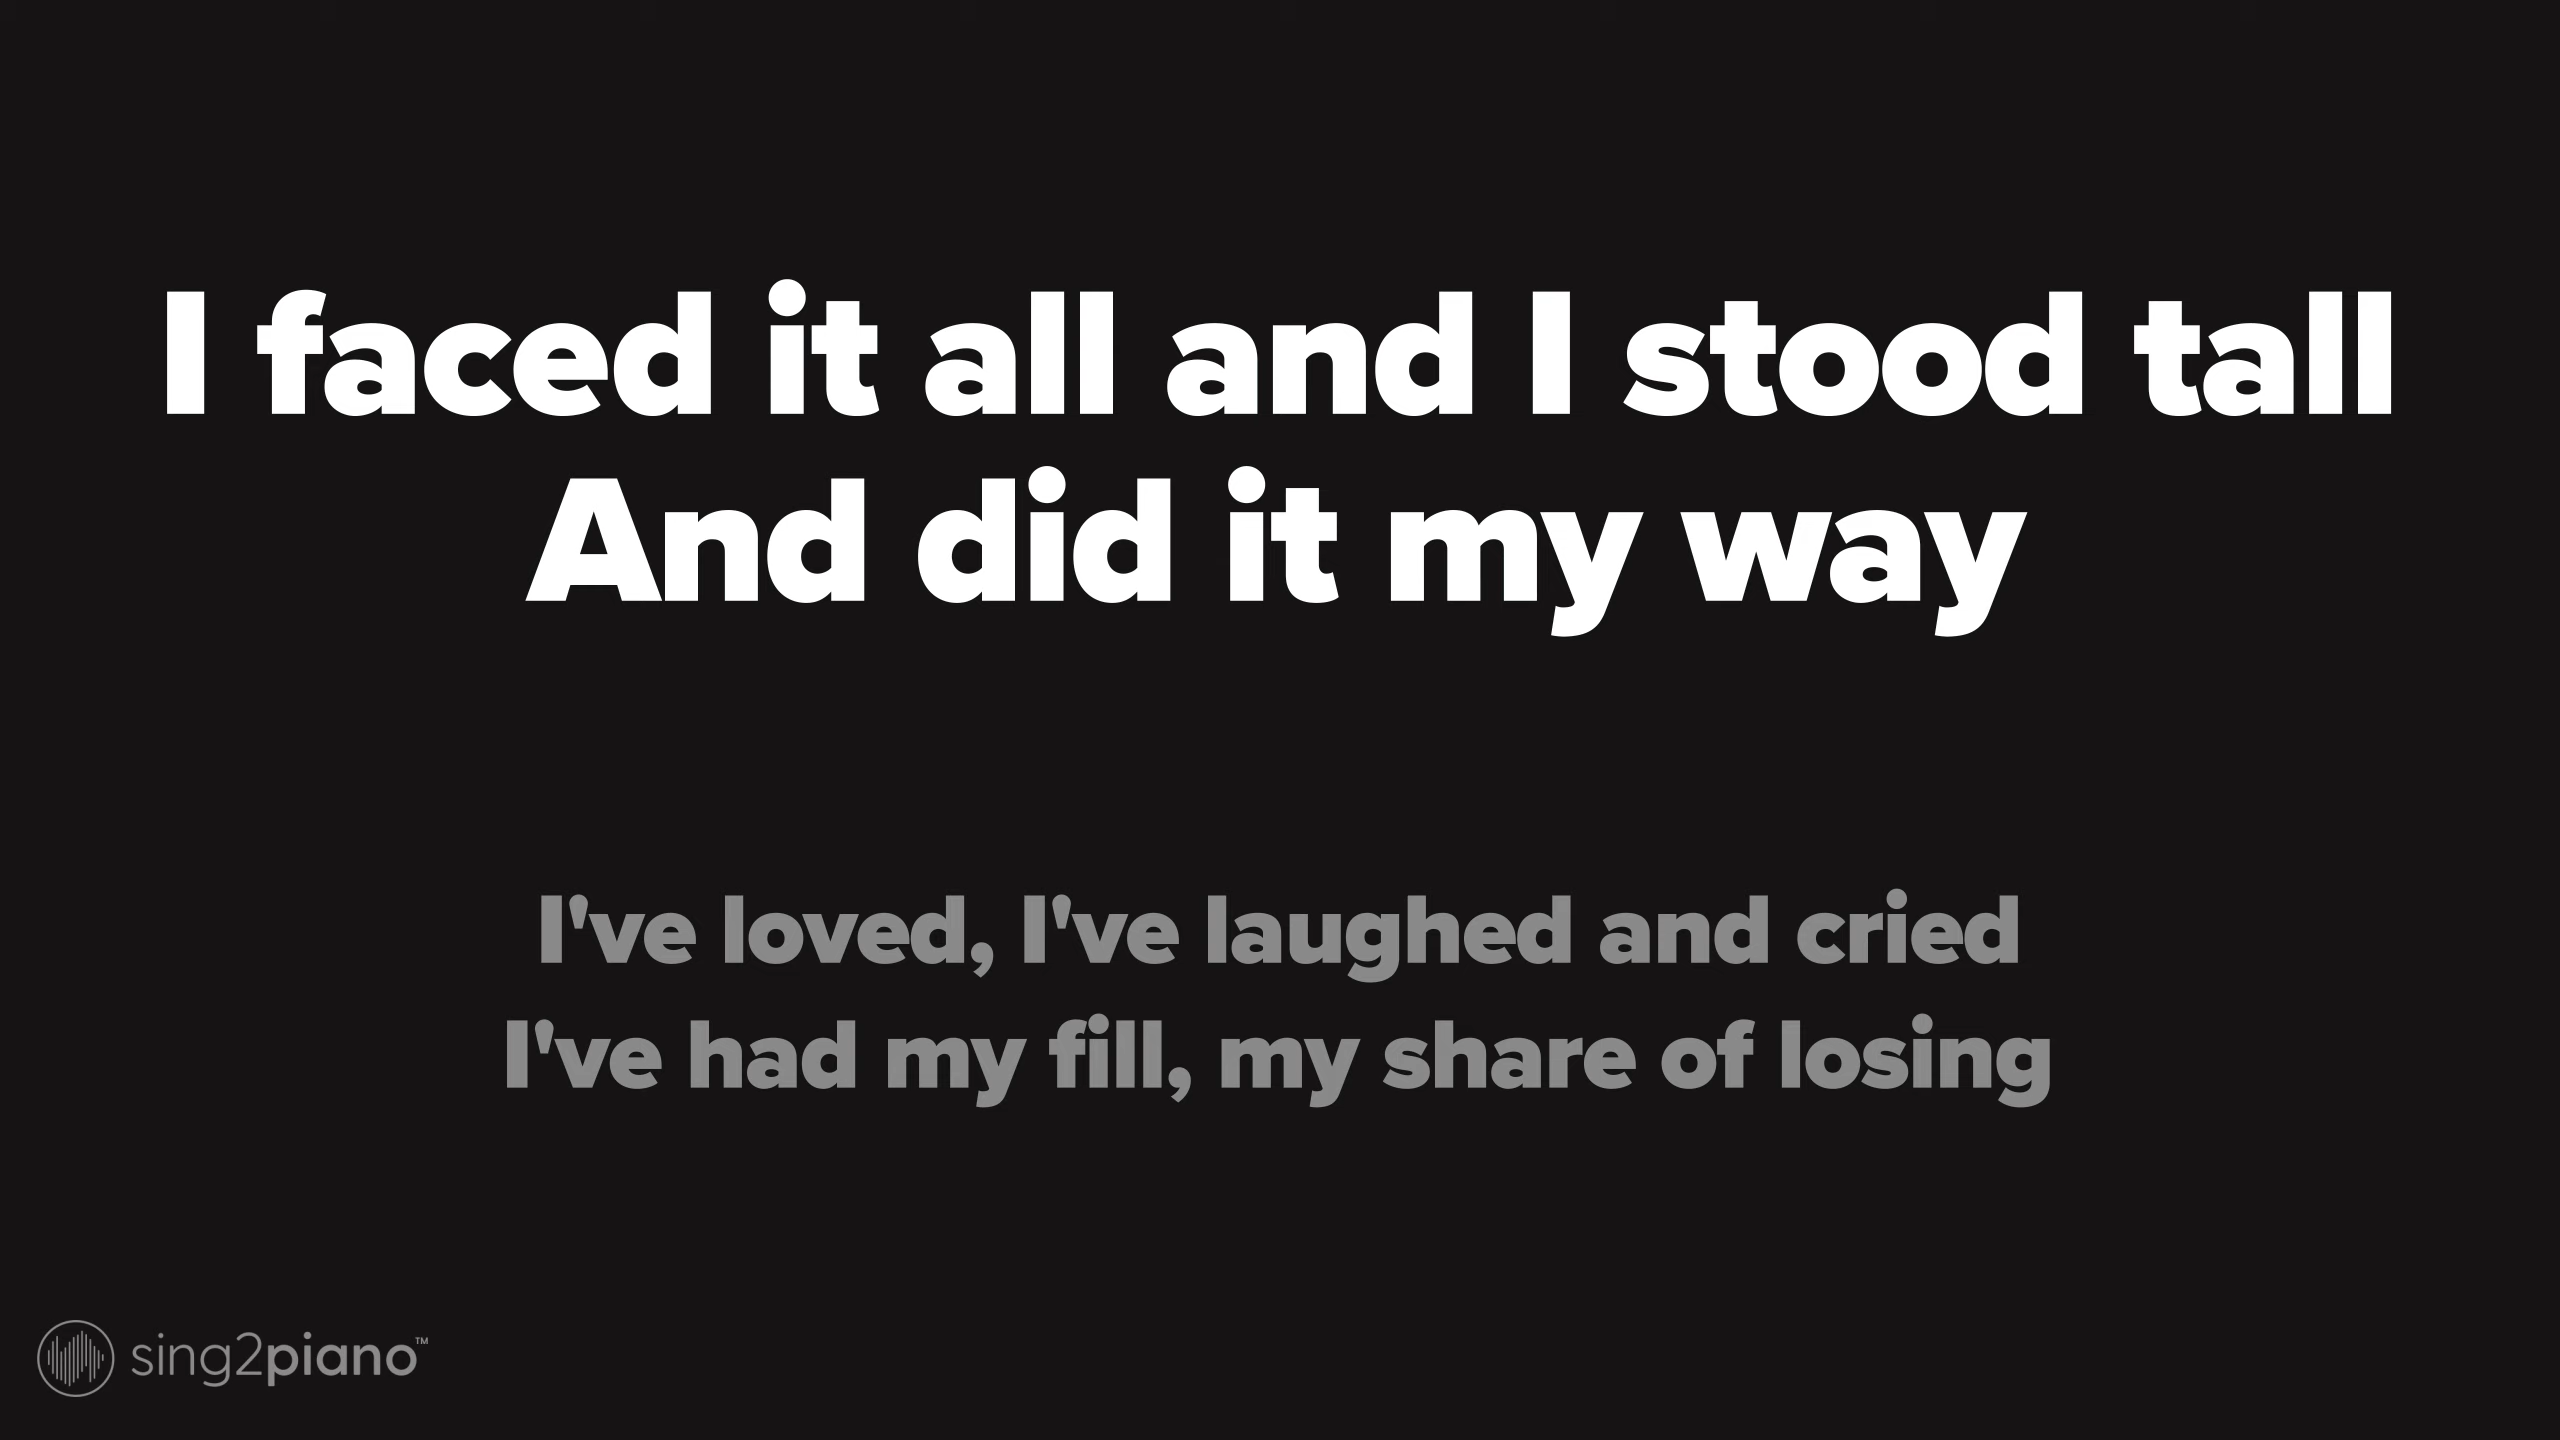 I faced it all and I stood tall
And did it my way
I've loved, I've laughed and cried
I've had my fill, my share of losing
sing2piano™